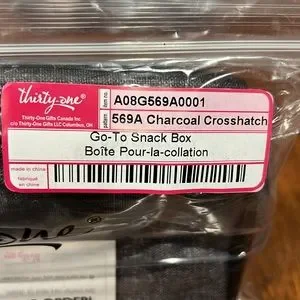 thirty-one®
Thirty-One Gifts Canada Inc
c/o Thirty-One Gifts LLC Columbus, OH
item no
A08G569A0001
pattern
569A Charcoal Crosshatch
Go-To Snack Box
Boîte Pour-la-collation
made in china
fabriqué
en chine